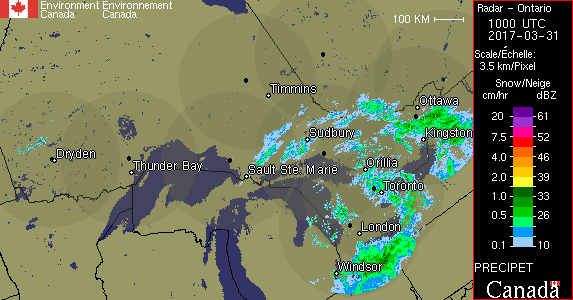 Environment Environnement
Canada Canada
100 KM
Timmins
Ottawa
Sudbury
Kingston
Dryden
Thunder Bay
Sault Ste. Marie
Orillia
Toronto
London
Windsor
Radar - Ontario
1000 UTC
2017-03-31
Scale/Échelle:
3.5 km/Pixel
Snow/Neige
cm/hr dBZ
20 61
7.5 52
4.0 46
2.0 39
1.0 33
0.5 26
0.1 10
PRECIPET
Canada